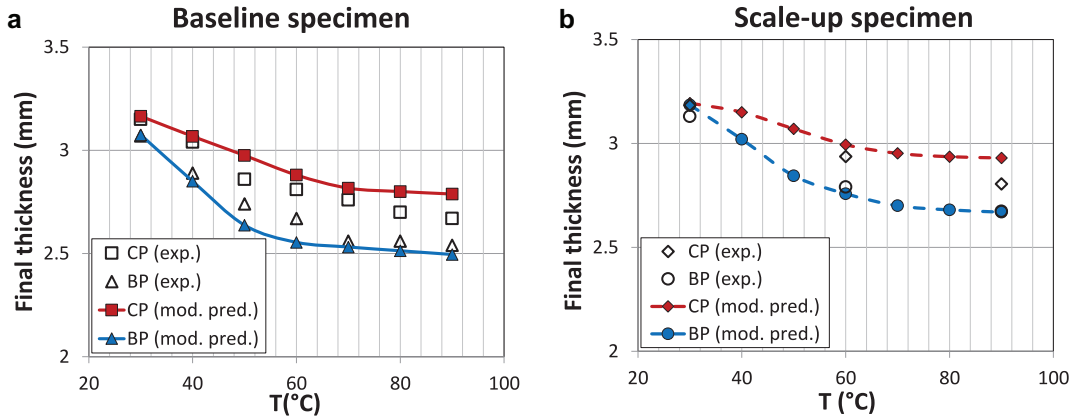 a
Baseline specimen
Final thickness (mm)
3.5
3
2.5
2
CP (exp.)
BP (exp.)
CP (mod. pred.)
BP (mod. pred.)
20
40
60
80
100
T(°C)
b
Scale-up specimen
Final thickness (mm)
3.5
3
2.5
2
CP (exp.)
BP (exp.)
CP (mod. pred.)
BP (mod. pred.)
20
40
60
80
100
T (°C)